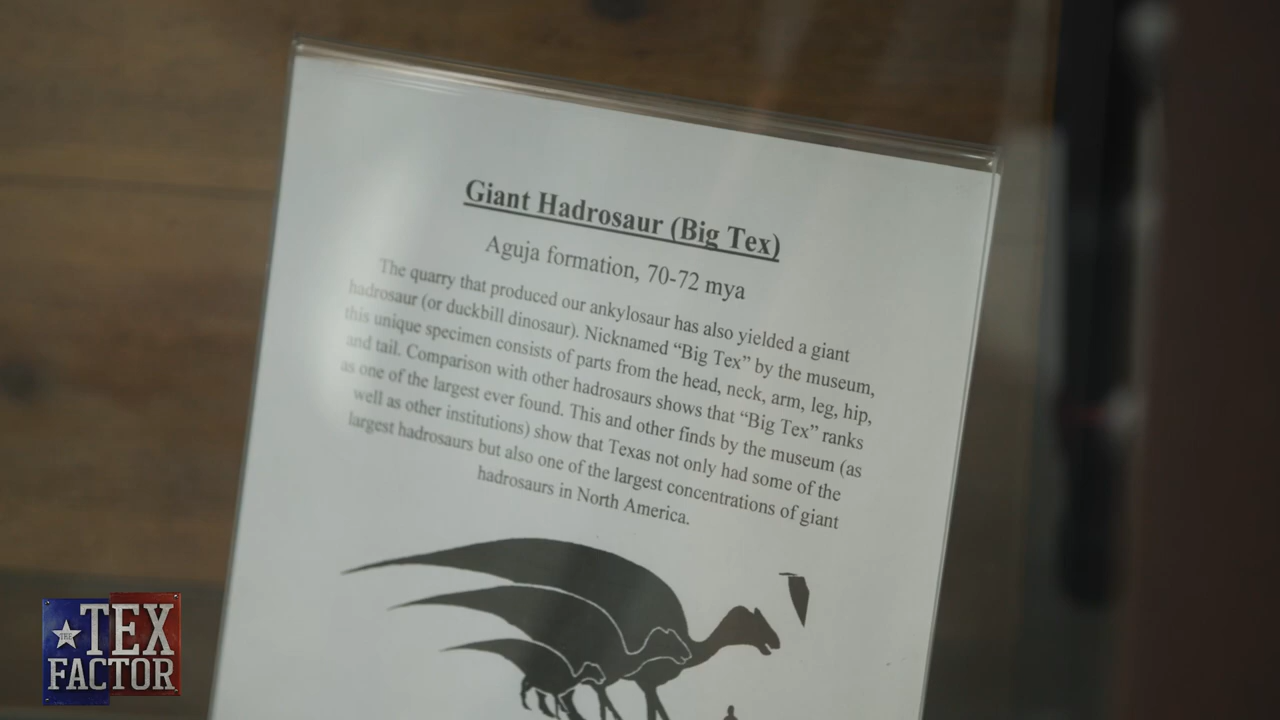 Giant Hadrosaur (Big Tex)
Aguja formation, 70-72 mya
The quarry that produced our ankylosaur has also yielded a giant
hadrosaur (or duckbill dinosaur). Nicknamed “Big Tex” by the museum,
this unique specimen consists of parts from the head, neck, arm, leg, hip,
and tail. Comparison with other hadrosaurs shows that “Big Tex” ranks
as one of the largest ever found. This and other finds by the museum (as
well as other institutions) show that Texas not only had some of the
largest hadrosaurs but also one of the largest concentrations of giant
hadrosaurs in North America.
THE
TEX
FACTOR